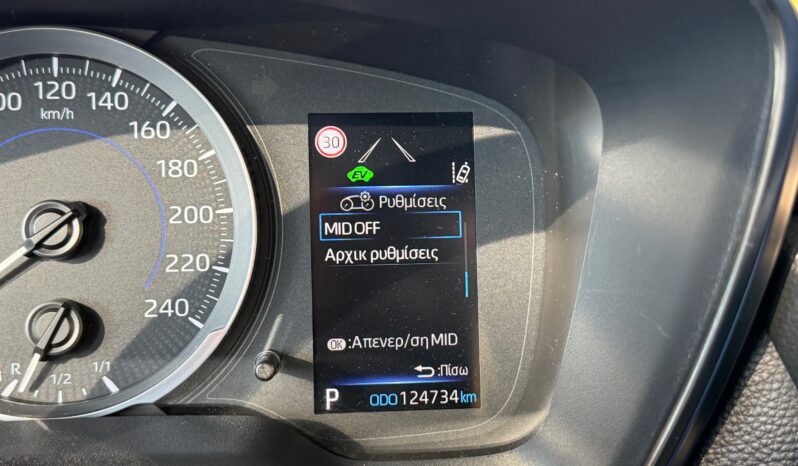 100 120 140
km/h
160
180
200
220
240
R 1/2 1/1
30
EV
Ρυθμίσεις
MID OFF
Αρχικ ρυθμίσεις
OK :Απενερ/ση MID
:Πίσω
P ODO 124734 km